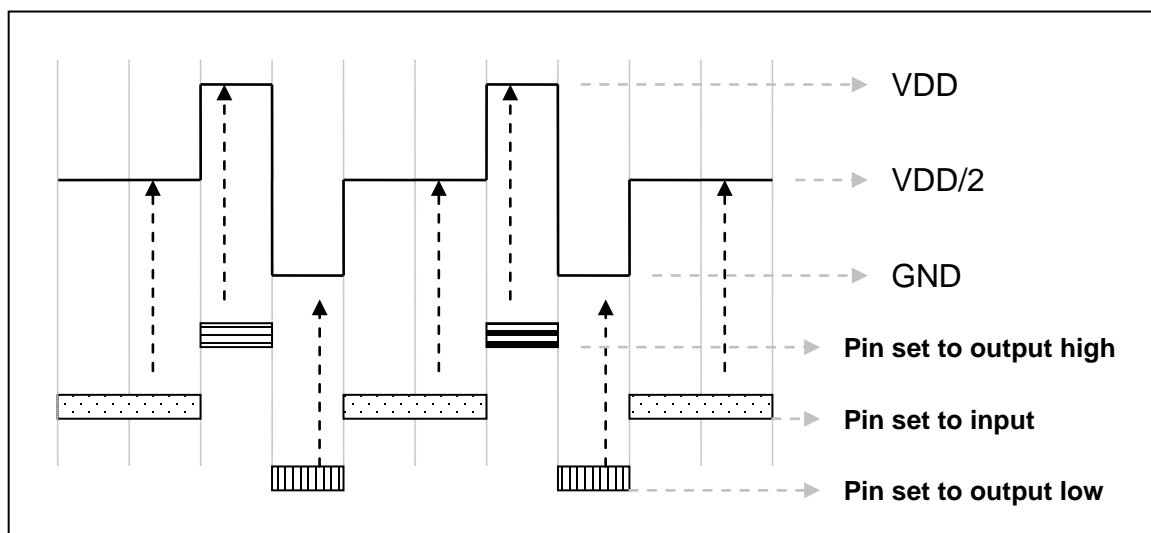 VDD
VDD/2
GND
Pin set to output high
Pin set to input
Pin set to output low